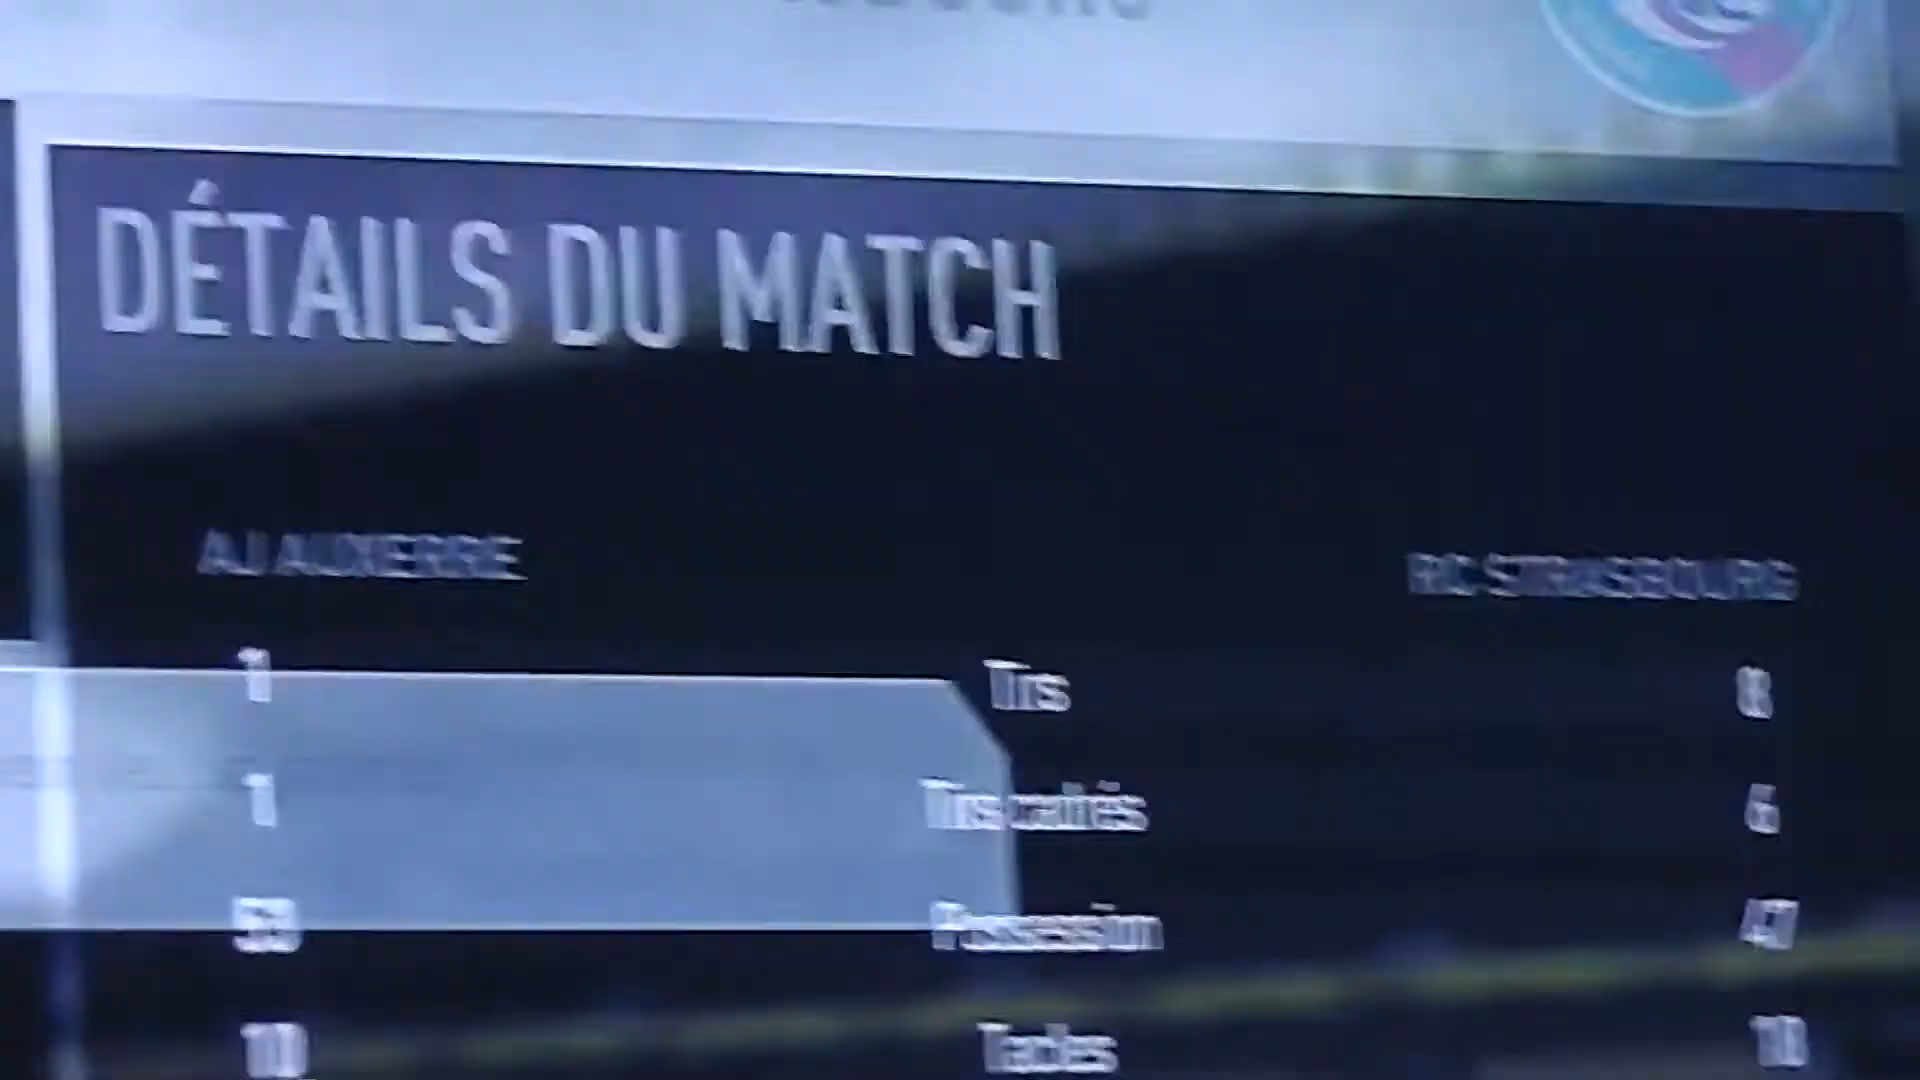 DÉTAILS DU MATCH
AJ AUXERRE RC STRASBOURG
1 Tirs 8
1 Tirs cadrés 6
53 Possession 47
10 Tacles